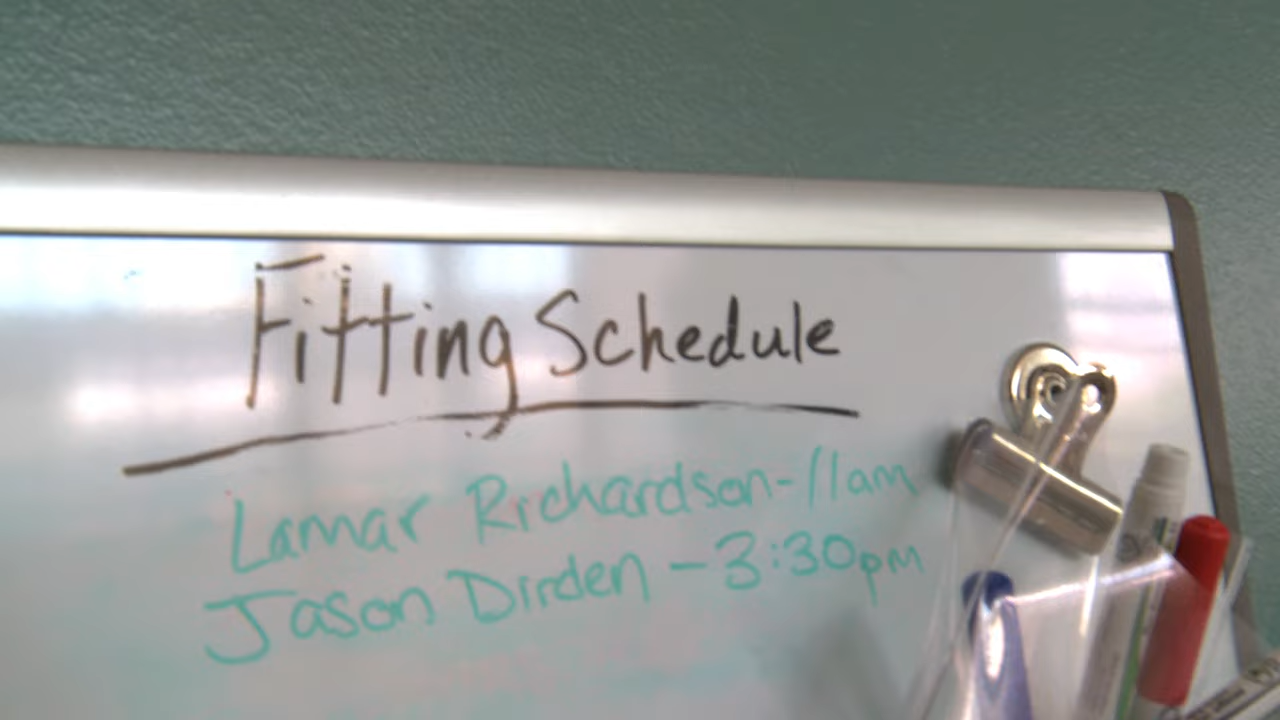 Fitting Schedule
Lamar Richardson - 11am
Jason Dirden - 3:30pm